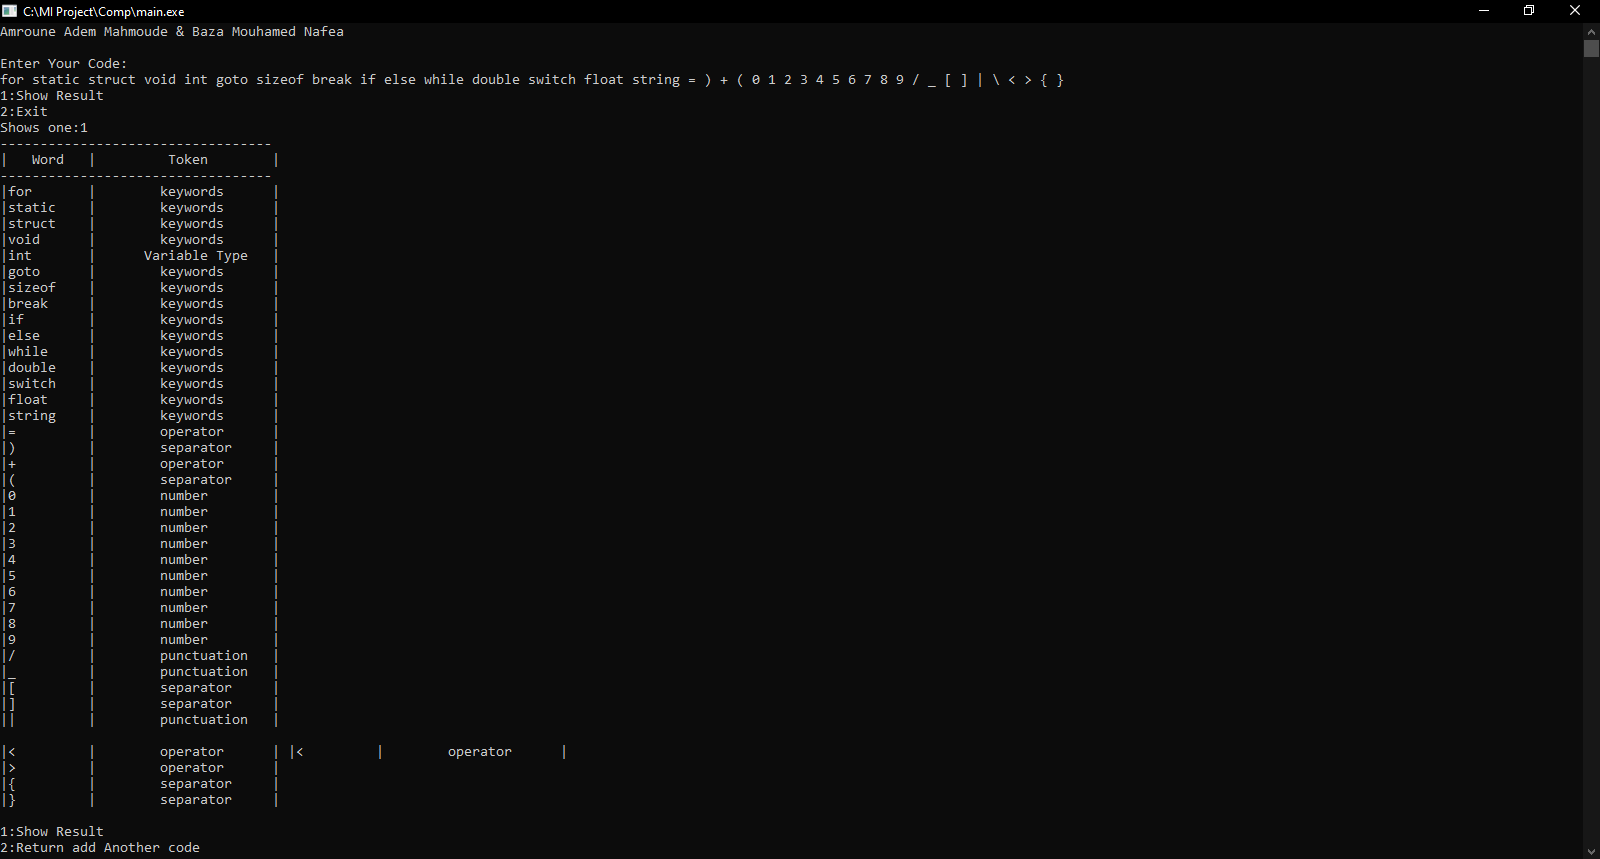 C:\MI Project\Comp\main.exe
Amroune Adem Mahmoude & Baza Mouhamed Nafea
Enter Your Code:
for static struct void int goto sizeof break if else while double switch float string = ) + ( 0 1 2 3 4 5 6 7 8 9 / _ [ ] | \ < > { }
1:Show Result
2:Exit
Shows one:1
----------------------------------
|   Word   |         Token        |
----------------------------------
|for       |        keywords      |
|static    |        keywords      |
|struct    |        keywords      |
|void      |        keywords      |
|int       |      Variable Type   |
|goto      |        keywords      |
|sizeof    |        keywords      |
|break     |        keywords      |
|if        |        keywords      |
|else      |        keywords      |
|while     |        keywords      |
|double    |        keywords      |
|switch    |        keywords      |
|float     |        keywords      |
|string    |        keywords      |
|=         |        operator      |
|)         |        separator     |
|+         |        operator      |
|(         |        separator     |
|0         |        number        |
|1         |        number        |
|2         |        number        |
|3         |        number        |
|4         |        number        |
|5         |        number        |
|6         |        number        |
|7         |        number        |
|8         |        number        |
|9         |        number        |
|/         |        punctuation   |
|_         |        punctuation   |
|[         |        separator     |
|]         |        separator     |
||         |        punctuation   |
|<         |        operator      | |<         |        operator      |
|>         |        operator      |
|{         |        separator     |
|}         |        separator     |
1:Show Result
2:Return add Another code